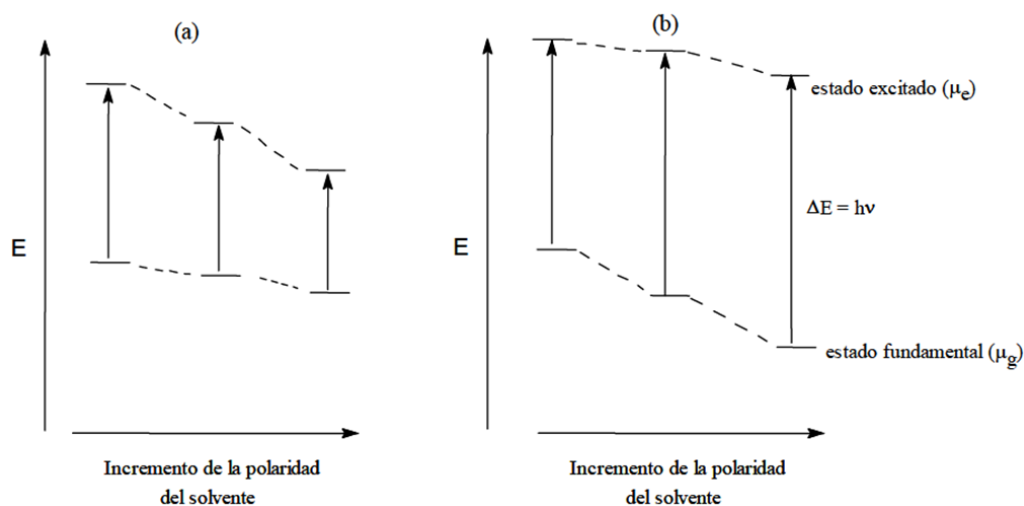 (a)
E
Incremento de la polaridad
del solvente
(b)
E
estado excitado (μe)
ΔE = hν
estado fundamental (μg)
Incremento de la polaridad
del solvente